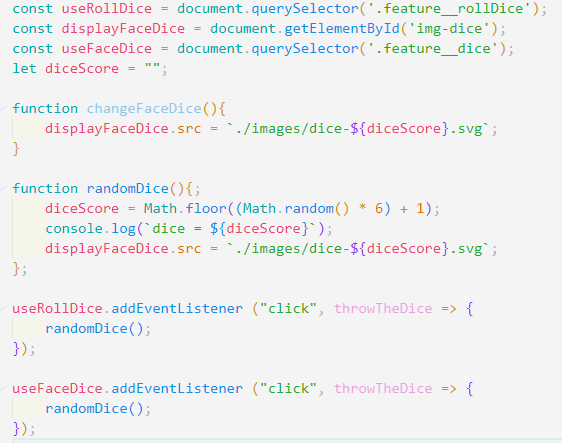 const useRollDice = document.querySelector('.feature__rollDice');
const displayFaceDice = document.getElementById('img-dice');
const useFaceDice = document.querySelector('.feature__dice');
let diceScore = "";

function changeFaceDice(){
    displayFaceDice.src = `./images/dice-${diceScore}.svg`;
}

function randomDice(){;
    diceScore = Math.floor((Math.random() * 6) + 1);
    console.log(`dice = ${diceScore}`);
    displayFaceDice.src = `./images/dice-${diceScore}.svg`;
};

useRollDice.addEventListener ("click", throwTheDice => {
    randomDice();
});

useFaceDice.addEventListener ("click", throwTheDice => {
    randomDice();
});